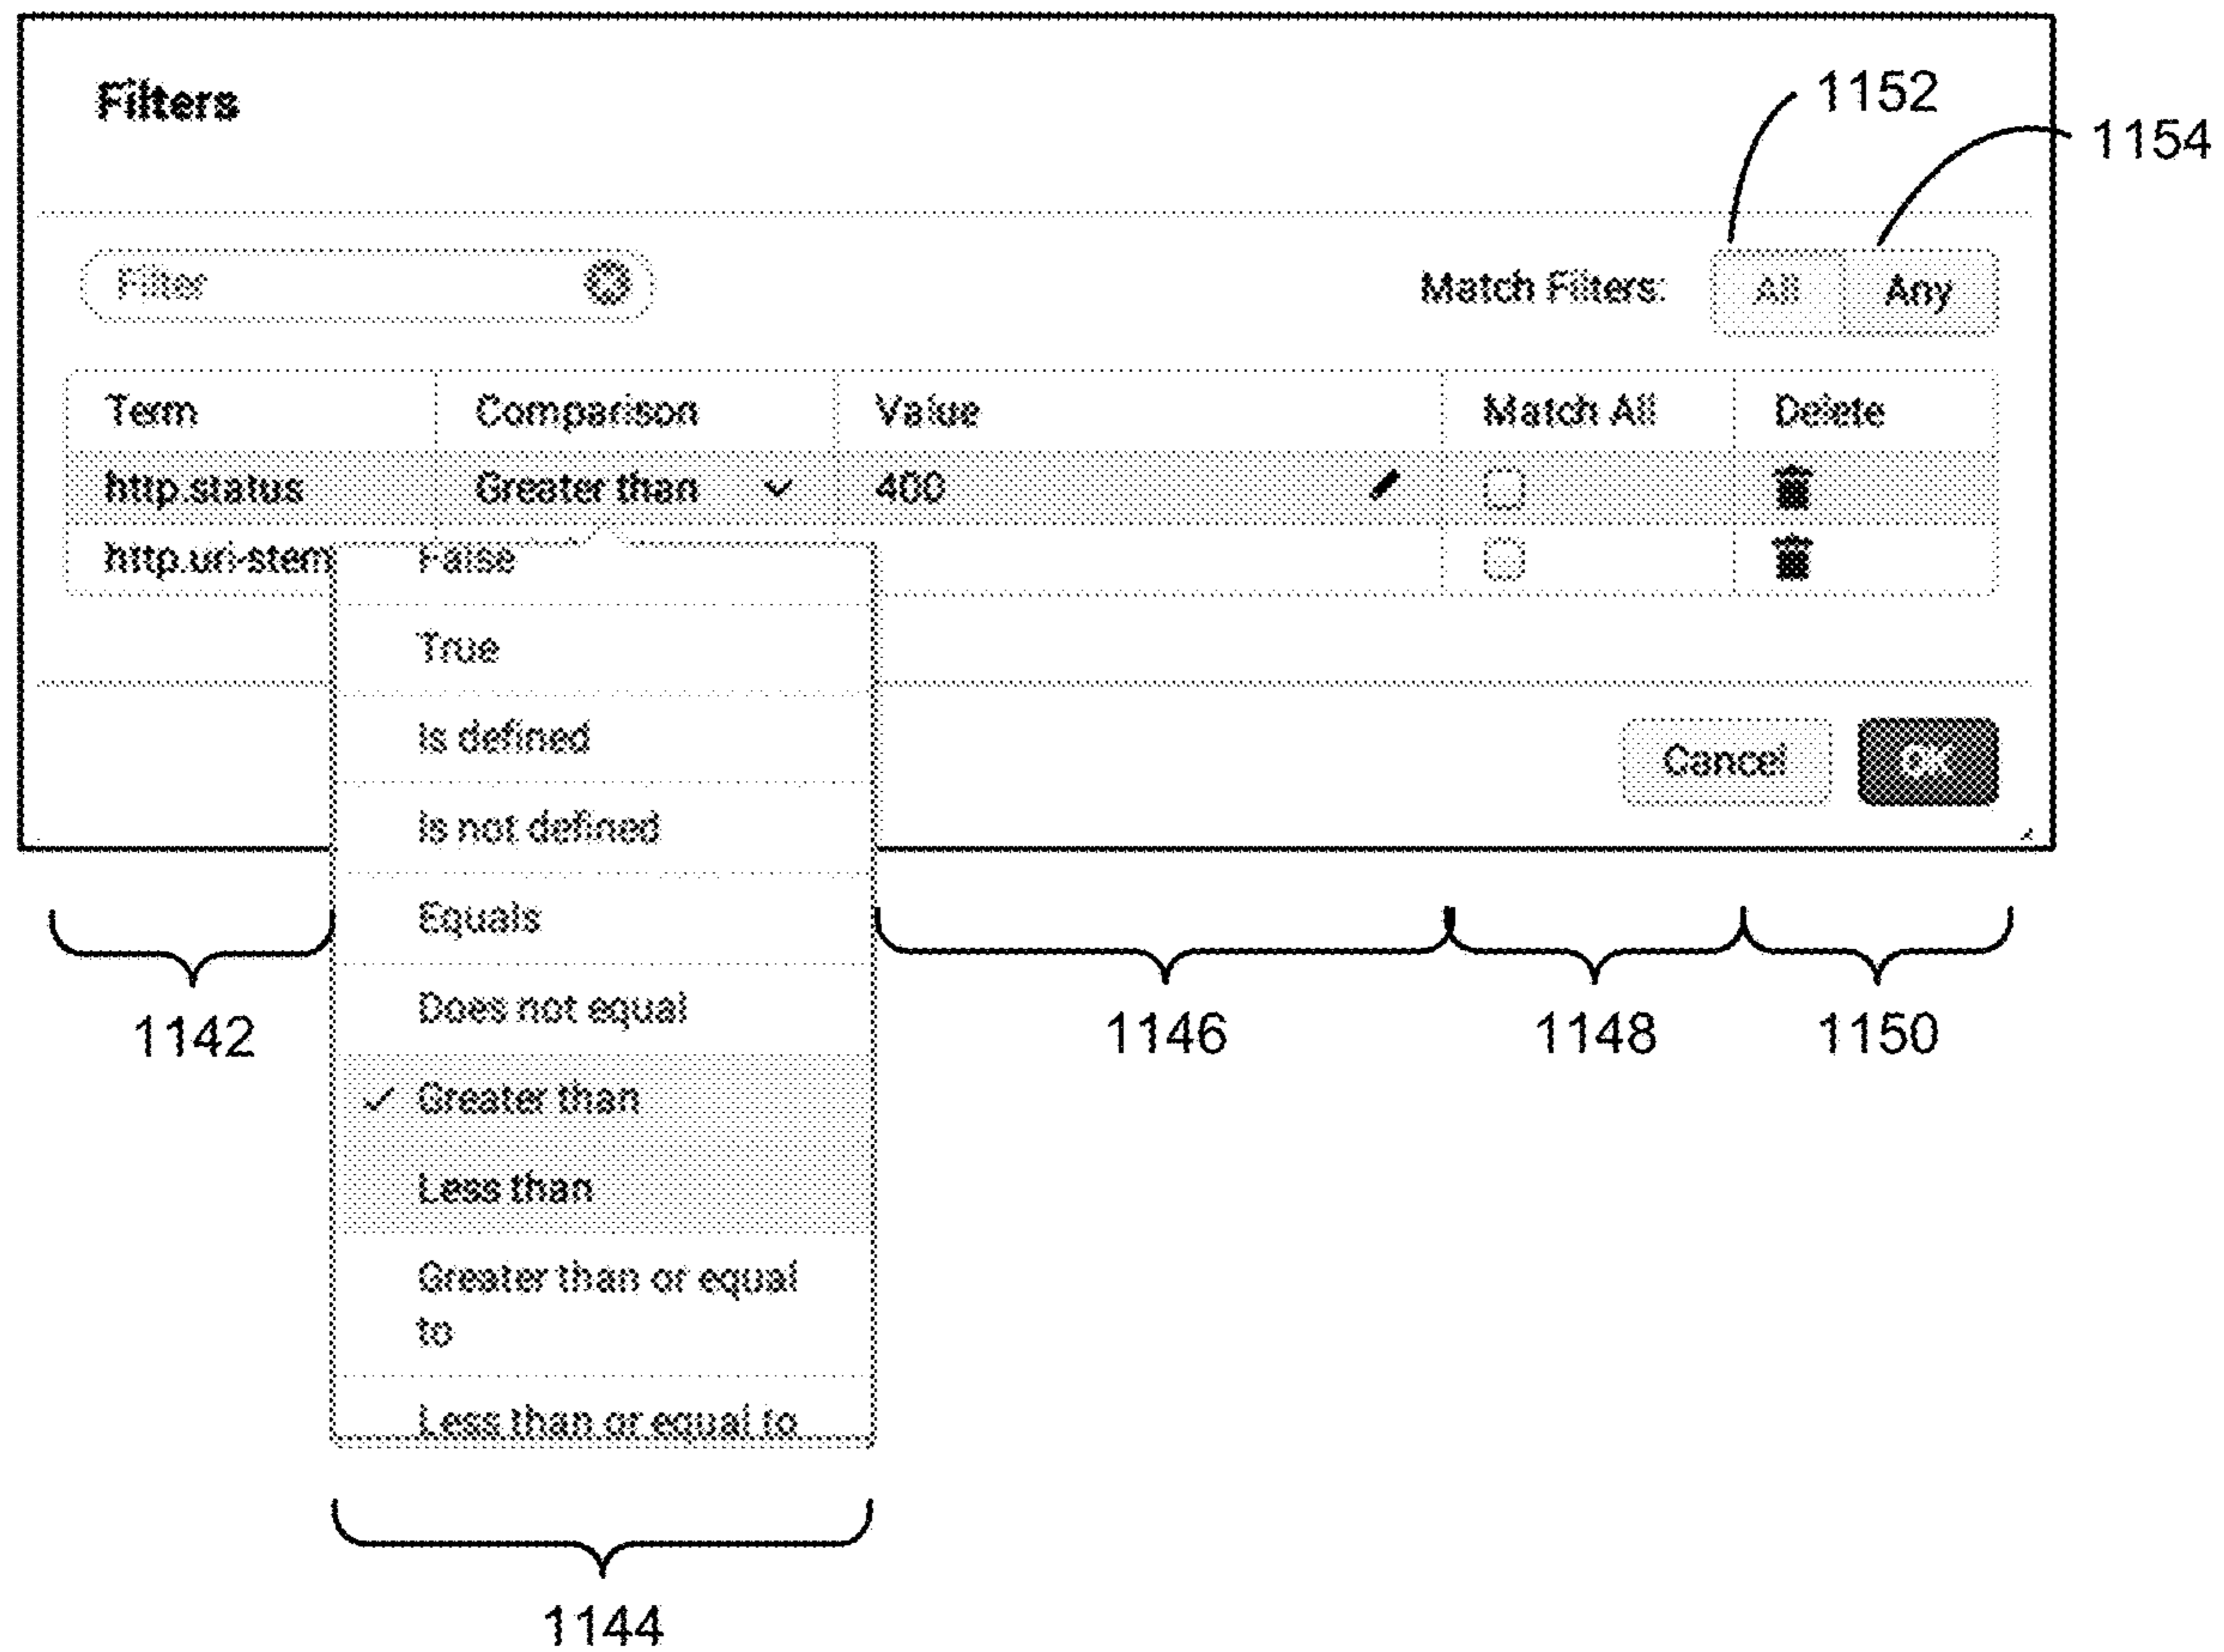 Filters
1152
1154
Filter
Match Filters:
All
Any
Term
Comparison
Value
Match All
Delete
http.status
Greater than
400
http.uri-stem
False
True
Is defined
Is not defined
Equals
Does not equal
Greater than
Less than
Greater than or equal
to
Less than or equal to
Cancel
OK
1142
1146
1148
1150
1144